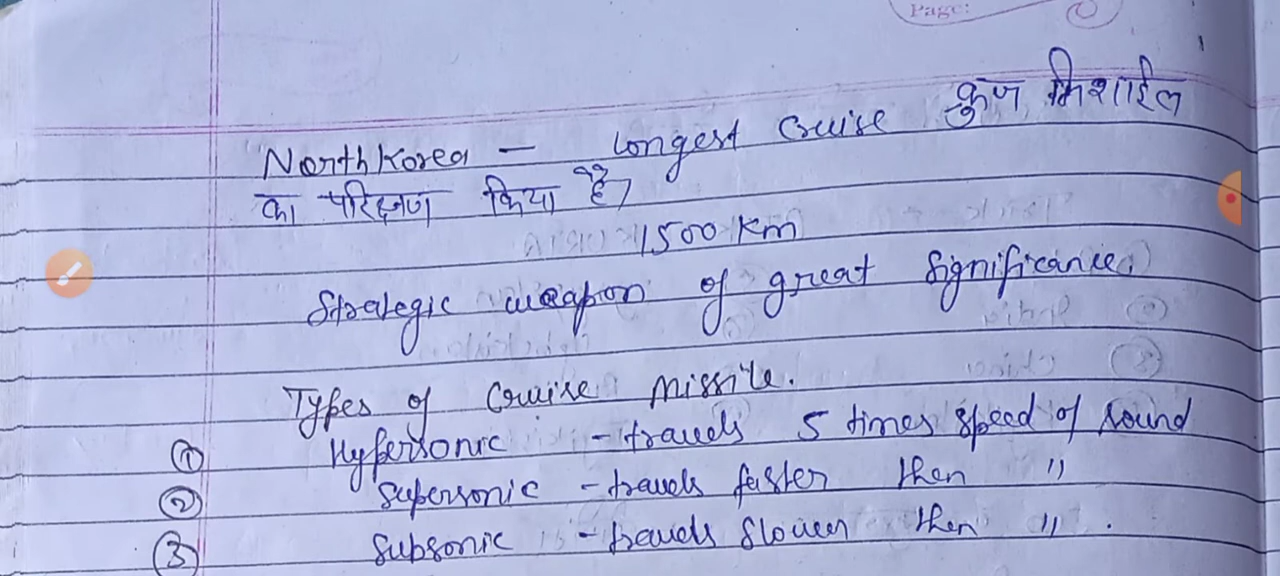 Page:
North Korea - longest cruise कुज मिशाईल
का परिक्षण किया है।
1500 km
Strategic weapon of great significance.
Types of cruise missile.
① Hypersonic - travels 5 times speed of sound
② Supersonic - travels faster then "
③ Subsonic - travels slower then " .